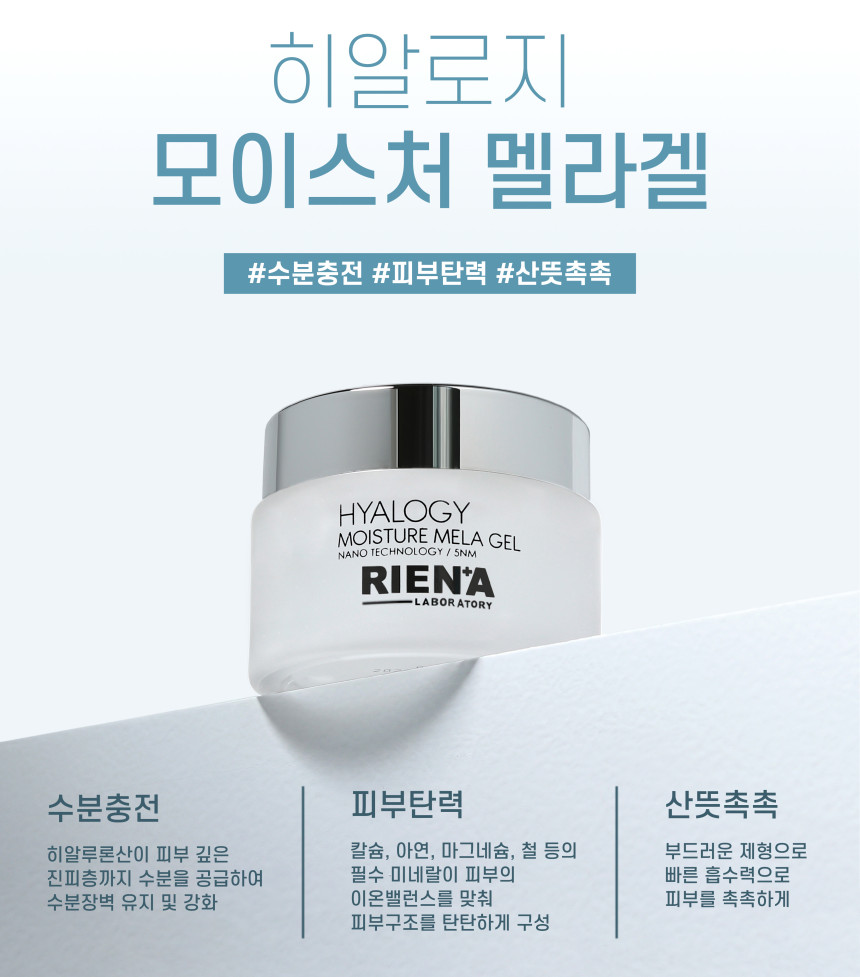 히알로지
모이스처 멜라겔
#수분충전 #피부탄력 #산뜻촉촉
HYALOGY
MOISTURE MELA GEL
NANO TECHNOLOGY / 5NM
RIEN+A
LABORATORY
수분충전
히알루론산이 피부 깊은
진피층까지 수분을 공급하여
수분장벽 유지 및 강화
피부탄력
칼슘, 아연, 마그네슘, 철 등의
필수 미네랄이 피부의
이온밸런스를 맞춰
피부구조를 탄탄하게 구성
산뜻촉촉
부드러운 제형으로
빠른 흡수력으로
피부를 촉촉하게